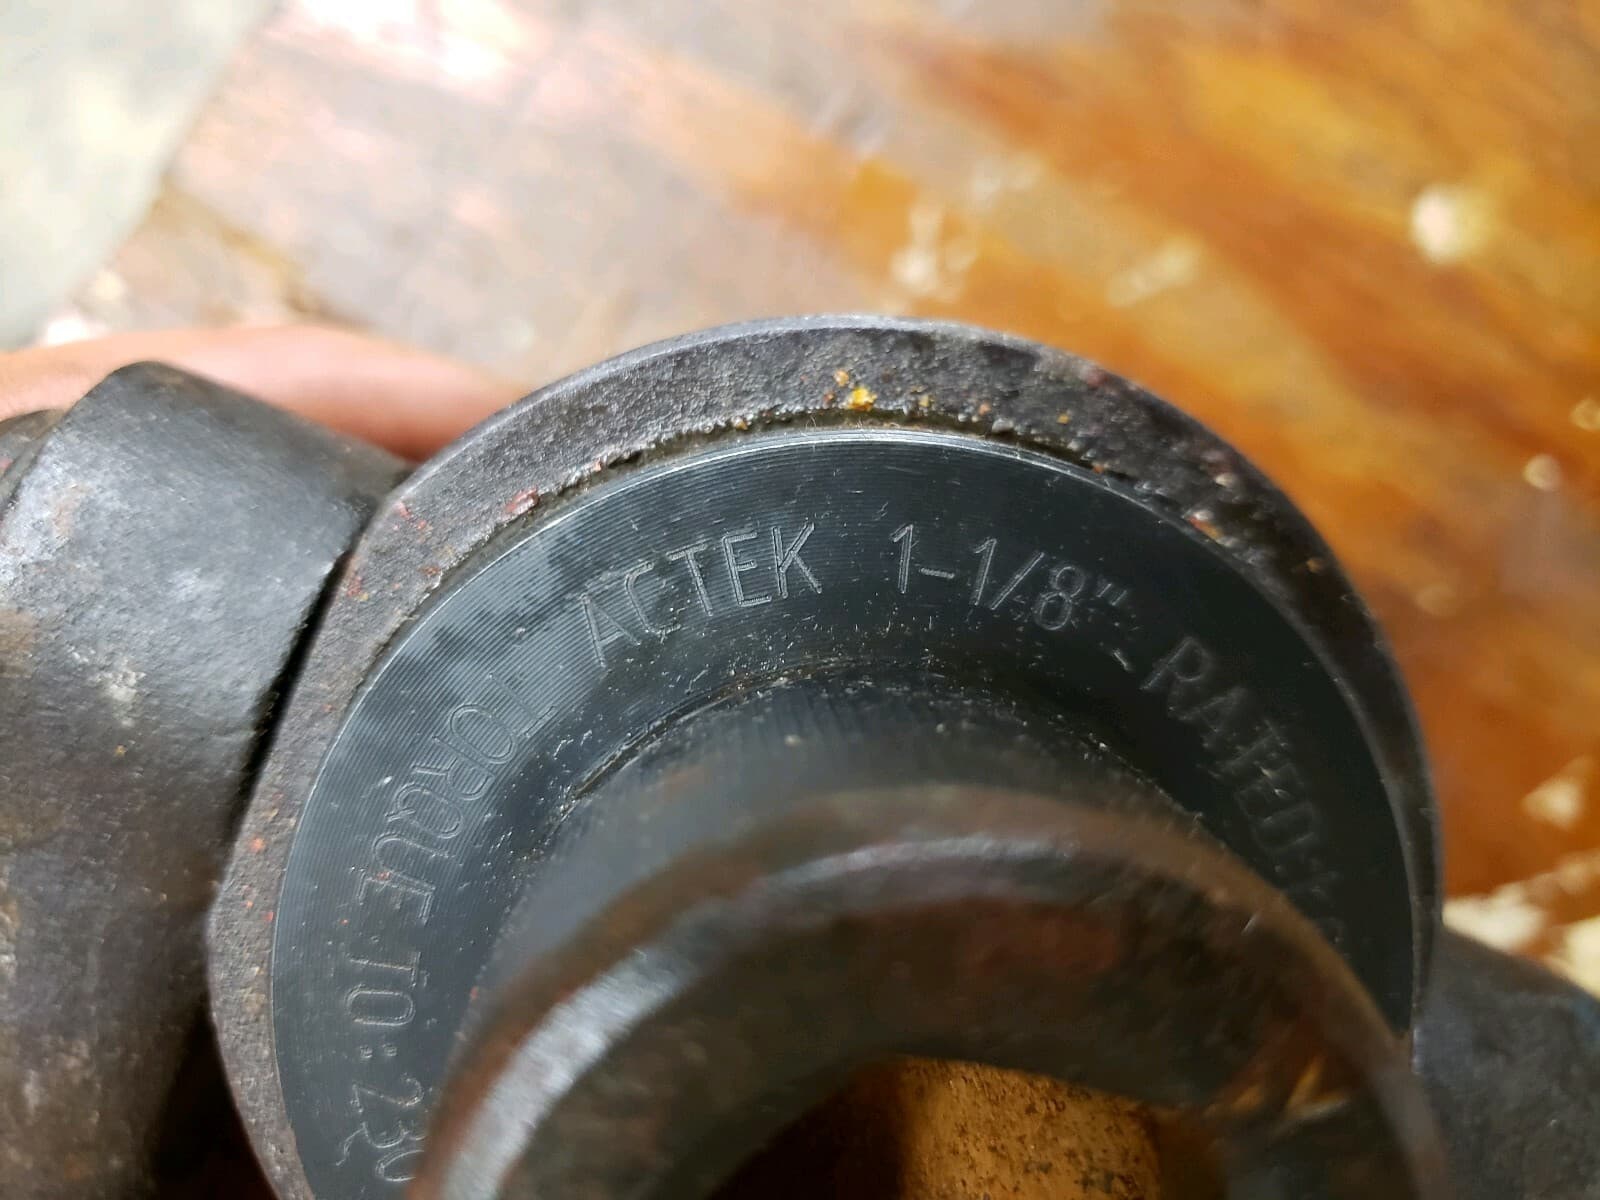 TORQUE TO: 230
ACTEK 1-1/8" RATED: